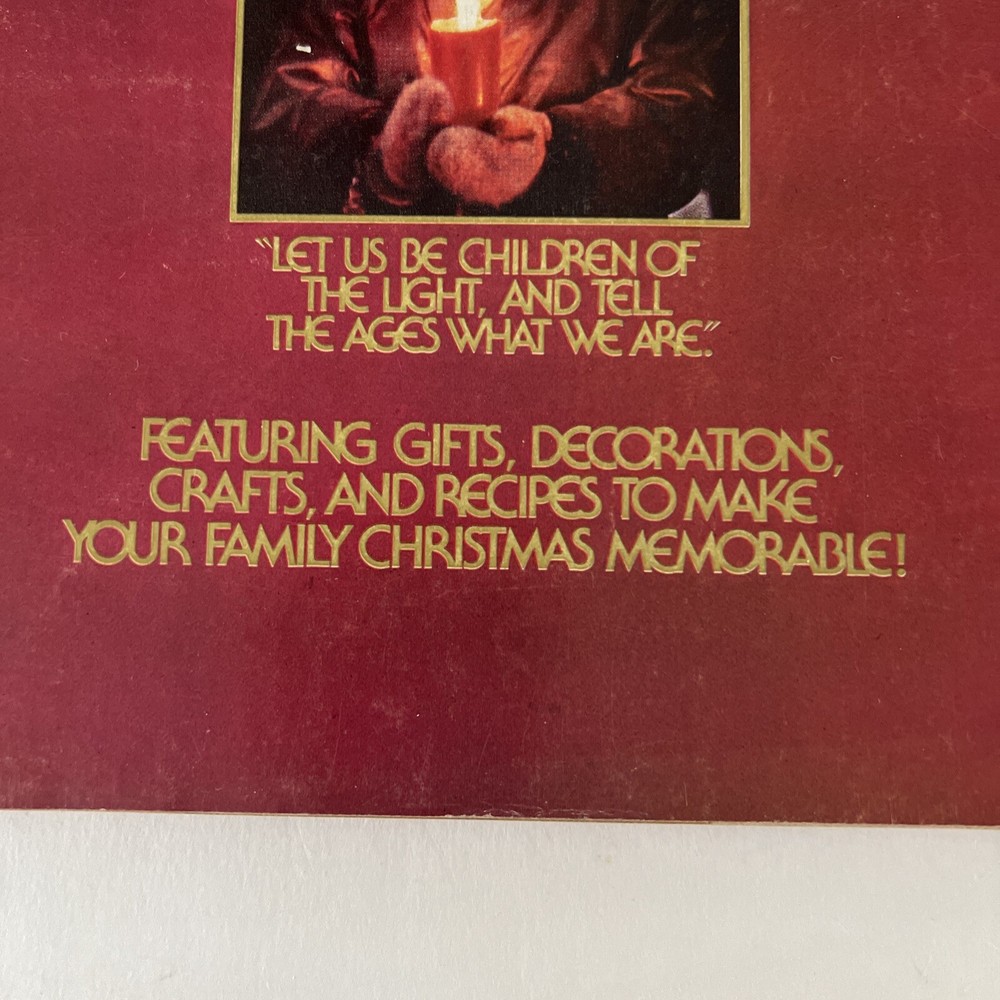 "LET US BE CHILDREN OF
THE LIGHT, AND TELL
THE AGES WHAT WE ARE."
FEATURING GIFTS, DECORATIONS,
CRAFTS, AND RECIPES TO MAKE
YOUR FAMILY CHRISTMAS MEMORABLE!